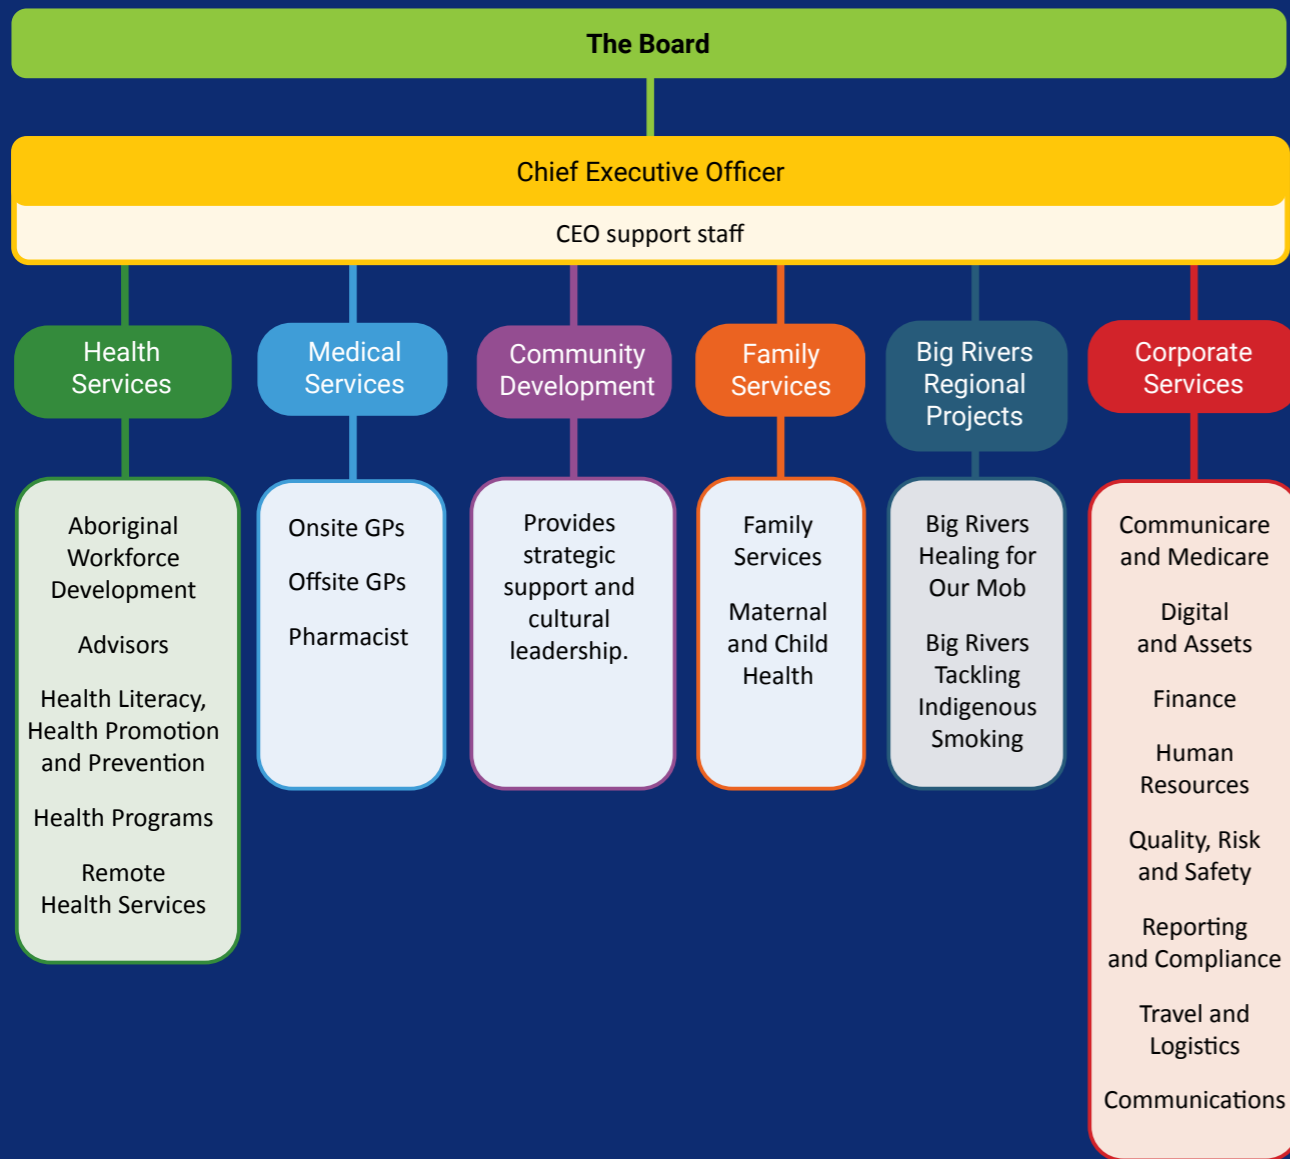 The Board
Chief Executive Officer
CEO support staff
Health
Services
Aboriginal
Workforce
Development
Advisors
Health Literacy,
Health Promotion
and Prevention
Health Programs
Remote
Health Services
Medical
Services
Onsite GPs
Offsite GPs
Pharmacist
Community
Development
Provides
strategic
support and
cultural
leadership.
Family
Services
Family
Services
Maternal
and Child
Health
Big Rivers
Regional
Projects
Big Rivers
Healing for
Our Mob
Big Rivers
Tackling
Indigenous
Smoking
Corporate
Services
Communicare
and Medicare
Digital
and Assets
Finance
Human
Resources
Quality, Risk
and Safety
Reporting
and Compliance
Travel and
Logistics
Communications